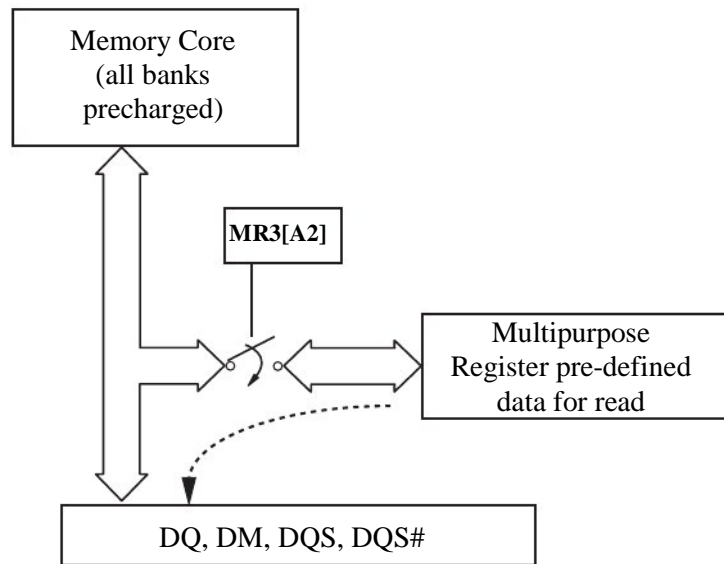 Memory Core
(all banks
precharged)
MR3[A2]
Multipurpose
Register pre-defined
data for read
DQ, DM, DQS, DQS#